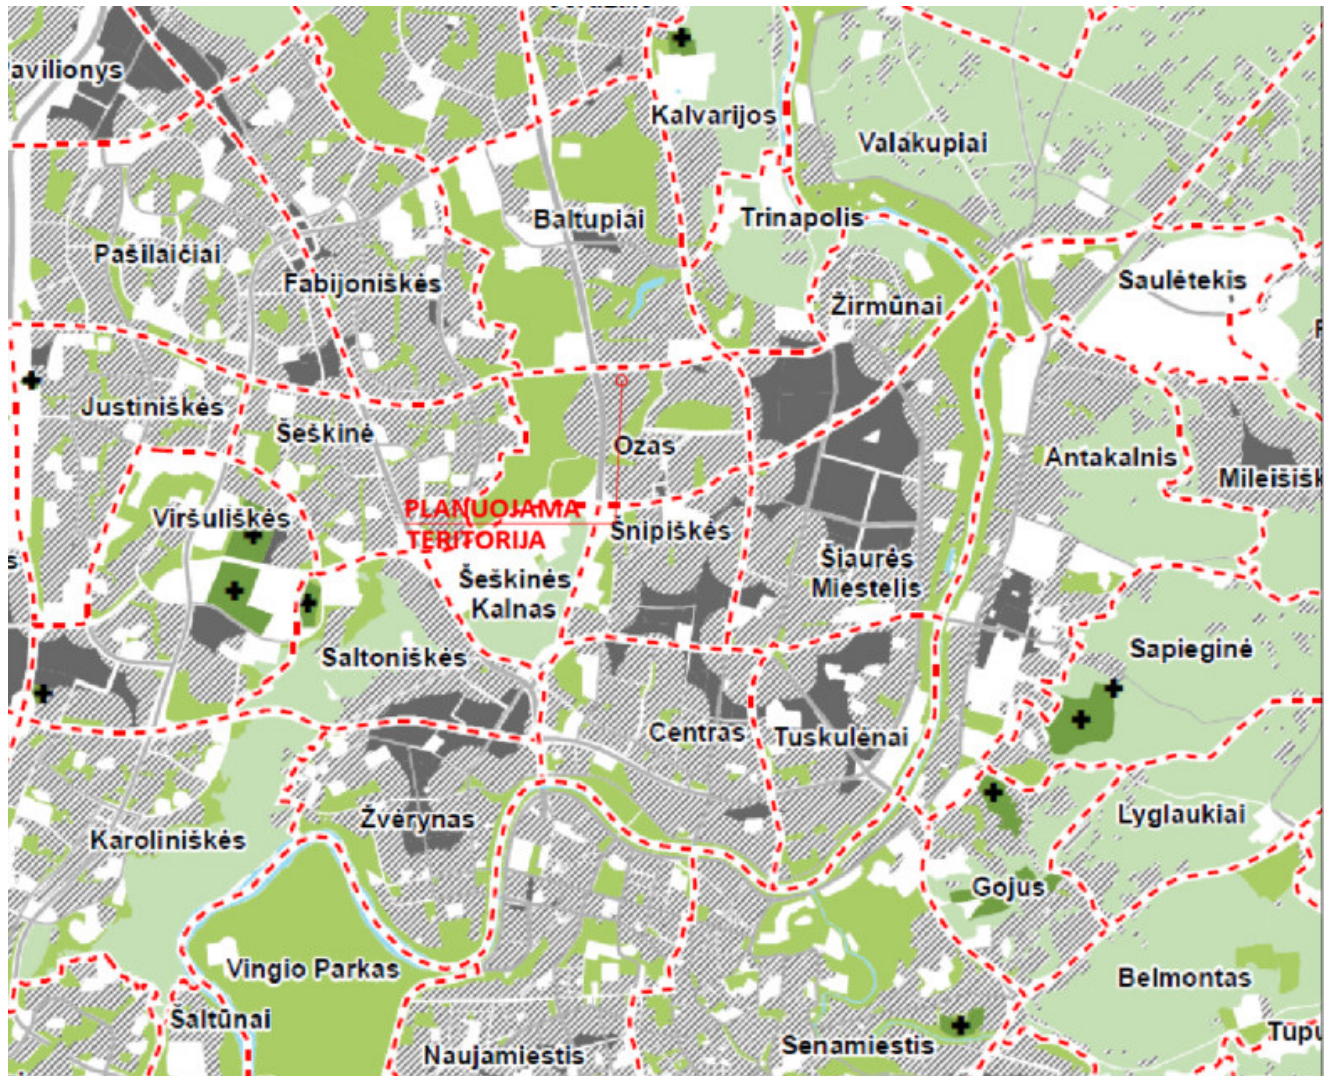 avilionys
Kalvarijos
Valakupiai
Baltupiai
Trinapolis
Pašilaičiai
Fabijoniškės
Saulėtekis
Žirmūnai
Justiniškės
Šeškinė
Ozas
Antakalnis
Mileišišk
Viršuliškės
PLANUOJAMA
TERITORIJA
Šnipiškės
Šiaurės
Miestelis
Šeškinės
Kalnas
Saltoniškės
Sapieginė
Centras
Tuskulėnai
Žvėrynas
Karoliniškės
Lyglaukiai
Gojus
Vingio Parkas
Belmontas
Šaltūnai
Senamiestis
Tupu
Naujamiestis